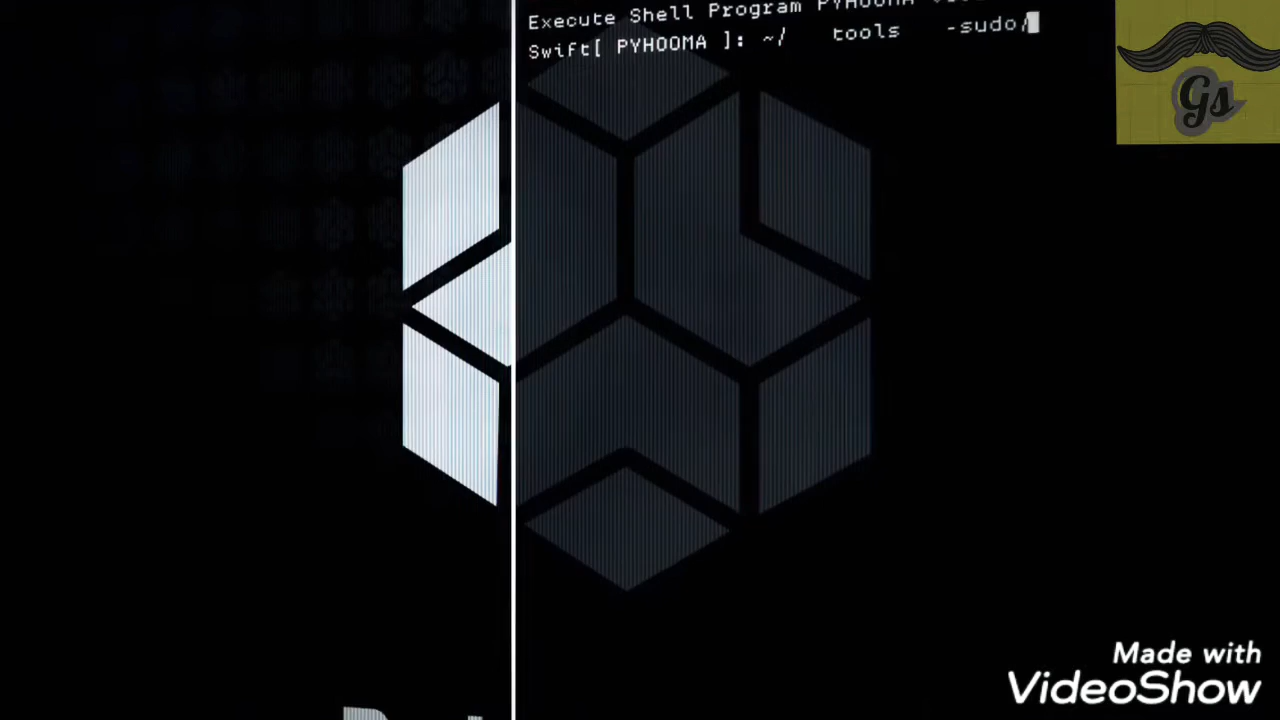 Execute Shell Program PYHOOMA
Swift[ PYHOOMA ]: ~/ tools -sudo/
Gs
Made with
VideoShow